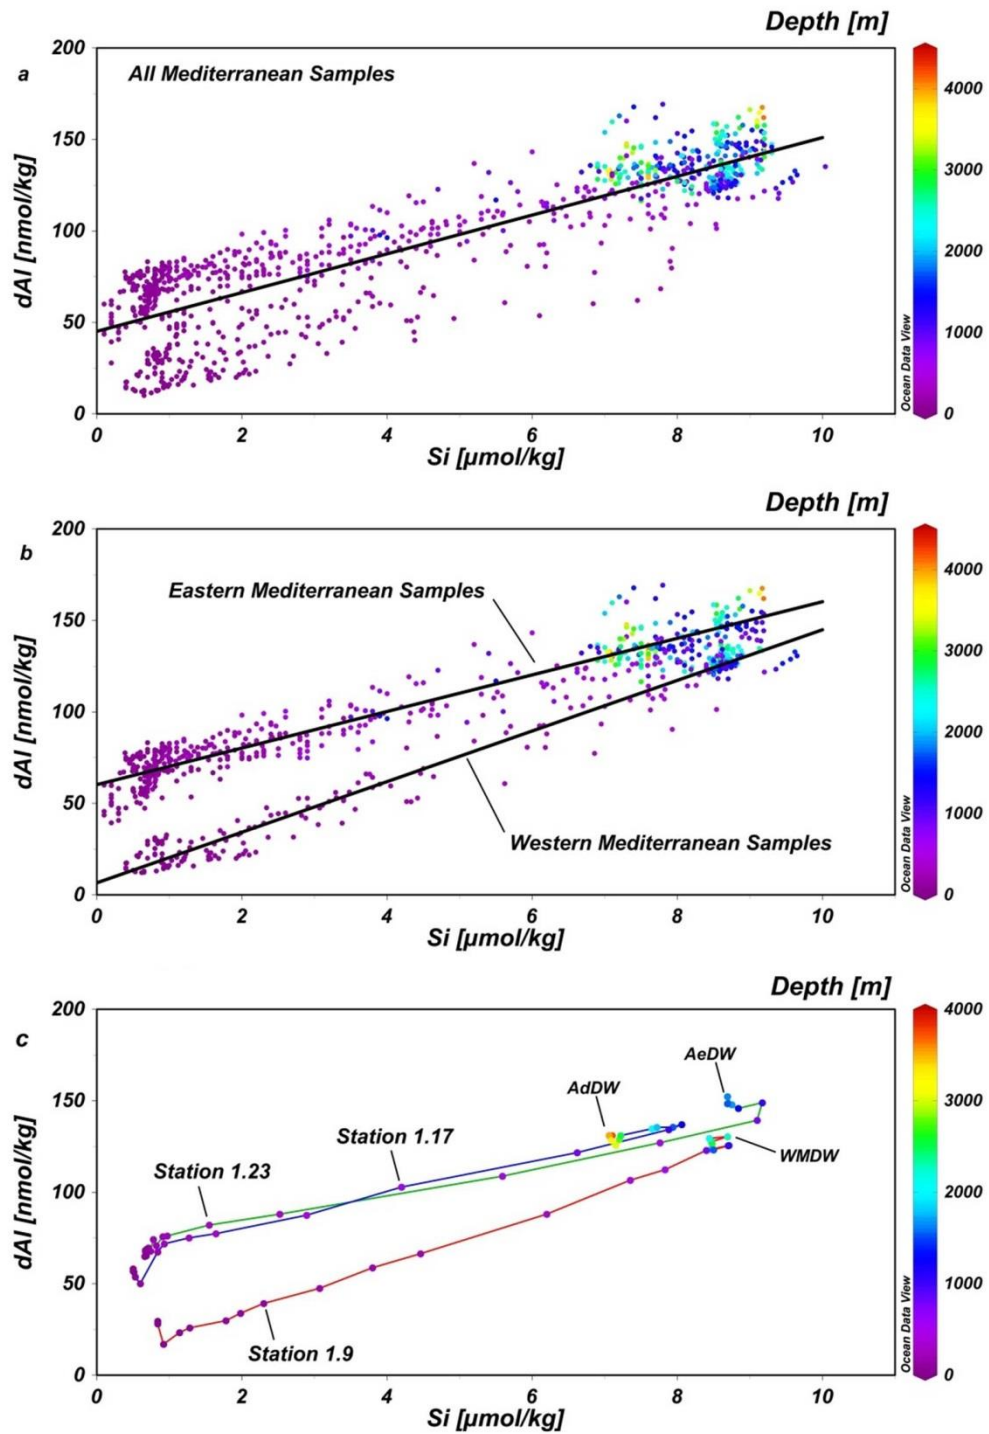 Depth [m]
a
All Mediterranean Samples
200
150
100
50
0
dAl [nmol/kg]
0 2 4 6 8 10
Si [µmol/kg]
4000
3000
2000
1000
0
Ocean Data View
Depth [m]
b
Eastern Mediterranean Samples
Western Mediterranean Samples
200
150
100
50
0
dAl [nmol/kg]
0 2 4 6 8 10
Si [µmol/kg]
4000
3000
2000
1000
0
Ocean Data View
Depth [m]
c
AeDW
AdDW
Station 1.17
WMDW
Station 1.23
Station 1.9
200
150
100
50
0
dAl [nmol/kg]
0 2 4 6 8 10
Si [µmol/kg]
4000
3000
2000
1000
0
Ocean Data View